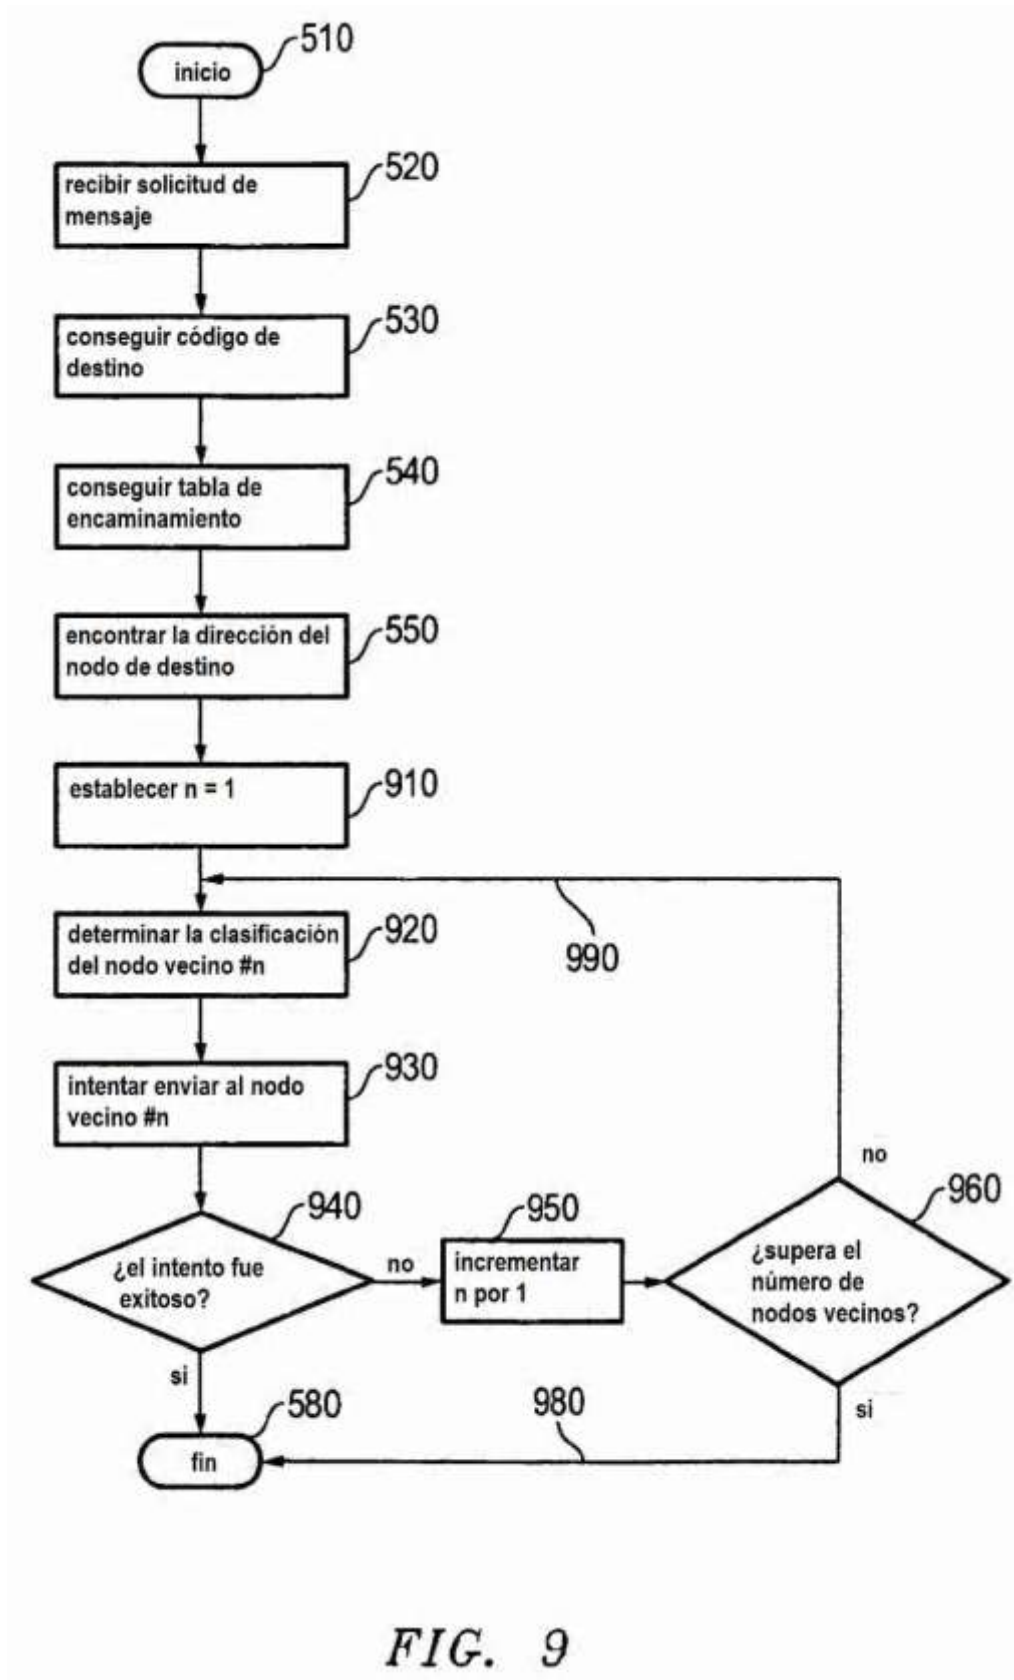 inicio
510
recibir solicitud de
mensaje
520
conseguir código de
destino
530
conseguir tabla de
encaminamiento
540
encontrar la dirección del
nodo de destino
550
establecer n = 1
910
990
determinar la clasificación
del nodo vecino #n
920
intentar enviar al nodo
vecino #n
930
¿el intento fue
exitoso?
940
no
incrementar
n por 1
950
¿supera el
número de
nodos vecinos?
960
no
si
si
980
fin
580
FIG. 9